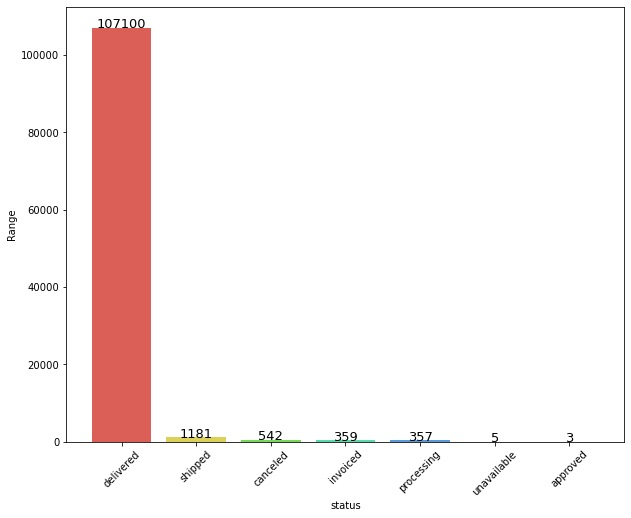 107100
100000
80000
60000
40000
20000
0
Range
1181
542
359
357
5
3
delivered
shipped
canceled
invoiced
processing
unavailable
approved
status